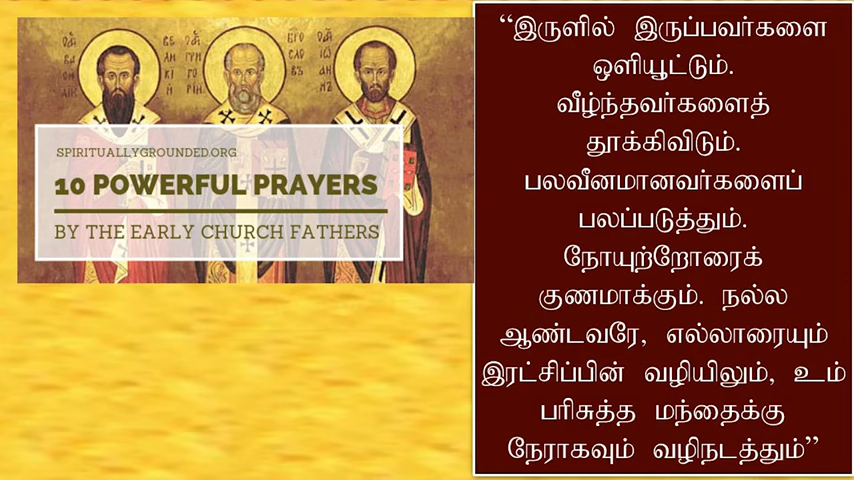 SPIRITUALLYGROUNDED.ORG
10 POWERFUL PRAYERS
BY THE EARLY CHURCH FATHERS
“இருளில் இருப்பவர்களை
ஒளியூட்டும்.
வீழ்ந்தவர்களைத்
தூக்கிவிடும்.
பலவீனமானவர்களைப்
பலப்படுத்தும்.
நோயுற்றோரைக்
குணமாக்கும். நல்ல
ஆண்டவரே, எல்லாரையும்
இரட்சிப்பின் வழியிலும், உம்
பரிசுத்த மந்தைக்கு
நேராகவும் வழிநடத்தும்”